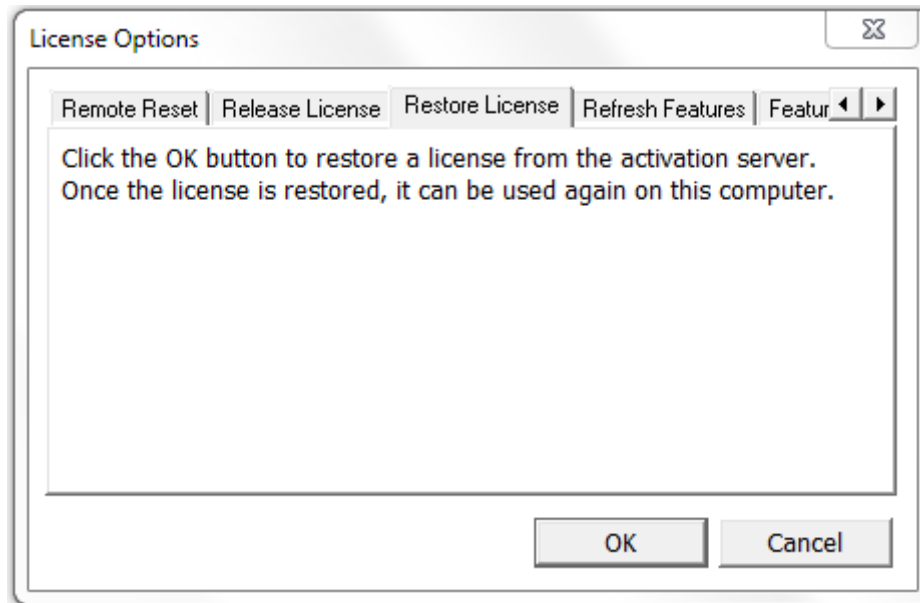 License Options
Remote Reset Release License Restore License Refresh Features Featur
Click the OK button to restore a license from the activation server.
Once the license is restored, it can be used again on this computer.
OK Cancel